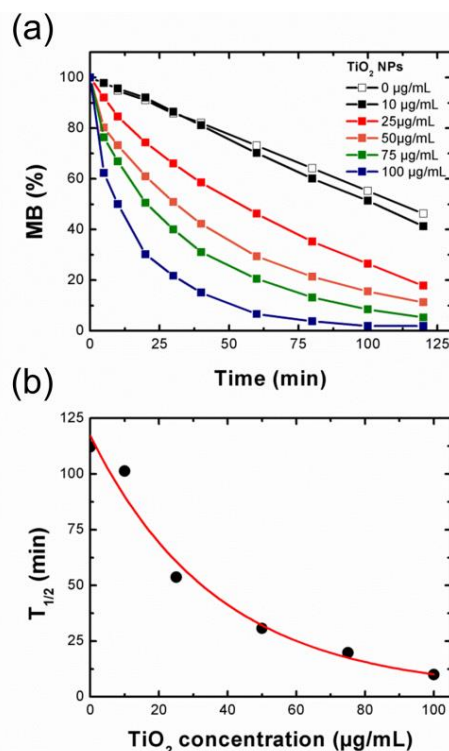 (a)
TiO₂ NPs
0 µg/mL
10 µg/mL
25µg/mL
50µg/mL
75 µg/mL
100 µg/mL
100
80
60
40
20
0
MB (%)
0 25 50 75 100 125
Time (min)
(b)
125
100
75
50
25
0
T₁/₂ (min)
0 20 40 60 80 100
TiO₂ concentration (µg/mL)